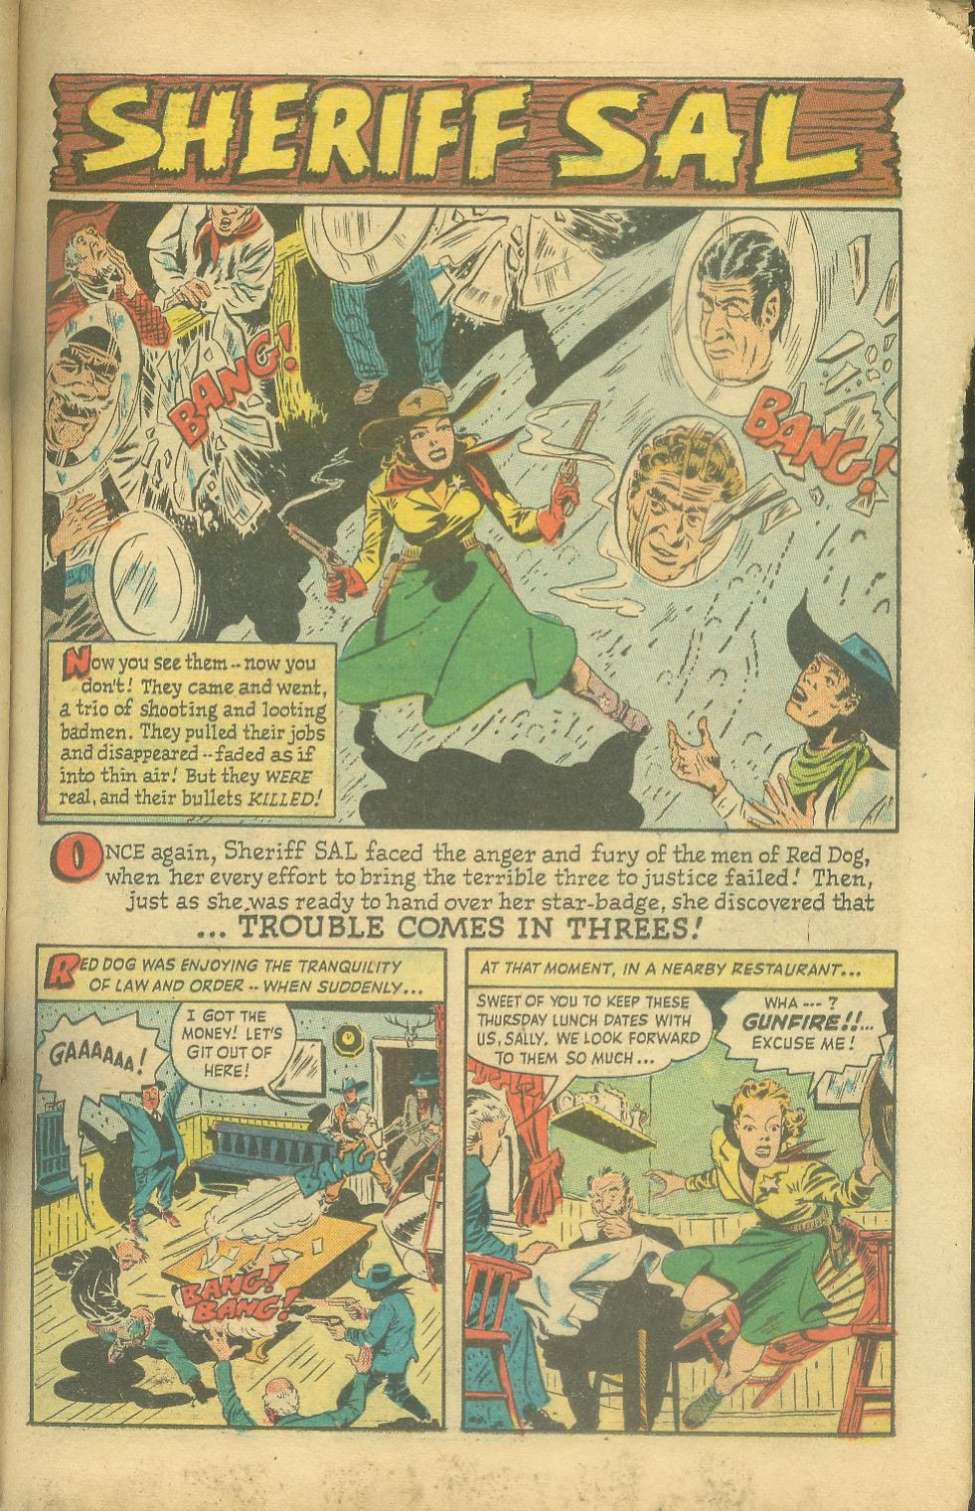 SHERIFF SAL
BANG!
BANG!
NOW you see them -- now you
don't! They came and went,
a trio of shooting and looting
badmen. They pulled their jobs
and disappeared -- faded as if
into thin air! But they WERE
real, and their bullets KILLED!
ONCE again, Sheriff SAL faced the anger and fury of the men of Red Dog,
when her every effort to bring the terrible three to justice failed! Then,
just as she was ready to hand over her star-badge, she discovered that
... TROUBLE COMES IN THREES!
RED DOG WAS ENJOYING THE TRANQUILITY
OF LAW AND ORDER -- WHEN SUDDENLY...
GAAAAAA!
I GOT THE
MONEY! LET'S
GIT OUT OF
HERE!
BANG!
BANG!
BANG!
AT THAT MOMENT, IN A NEARBY RESTAURANT...
SWEET OF YOU TO KEEP THESE
THURSDAY LUNCH DATES WITH
US, SALLY. WE LOOK FORWARD
TO THEM SO MUCH...
WHA ---?
GUNFIRE!!...
EXCUSE ME!